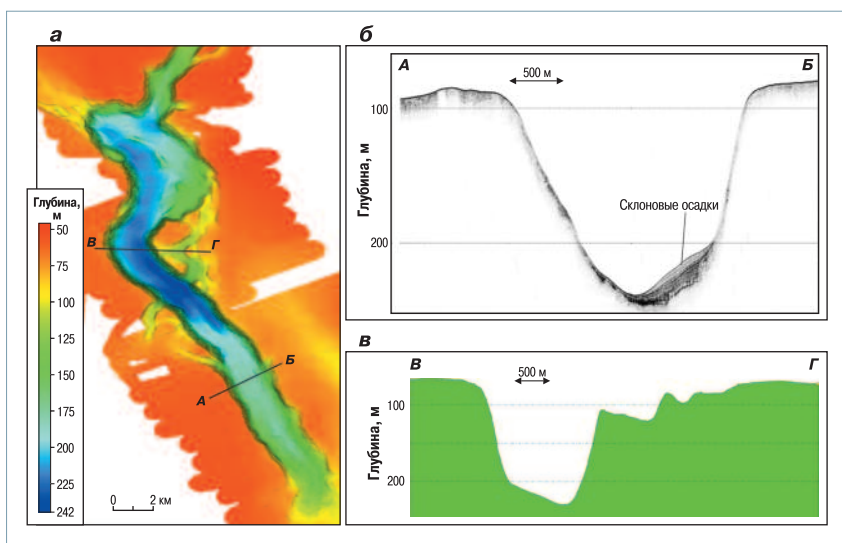 а
Глубина,
м
50
75
100
125
150
175
200
225
242
В
Г
А
Б
0 2 км
б
А
Б
500 м
100
200
Глубина, м
Склоновые осадки
в
В
Г
500 м
100
200
Глубина, м